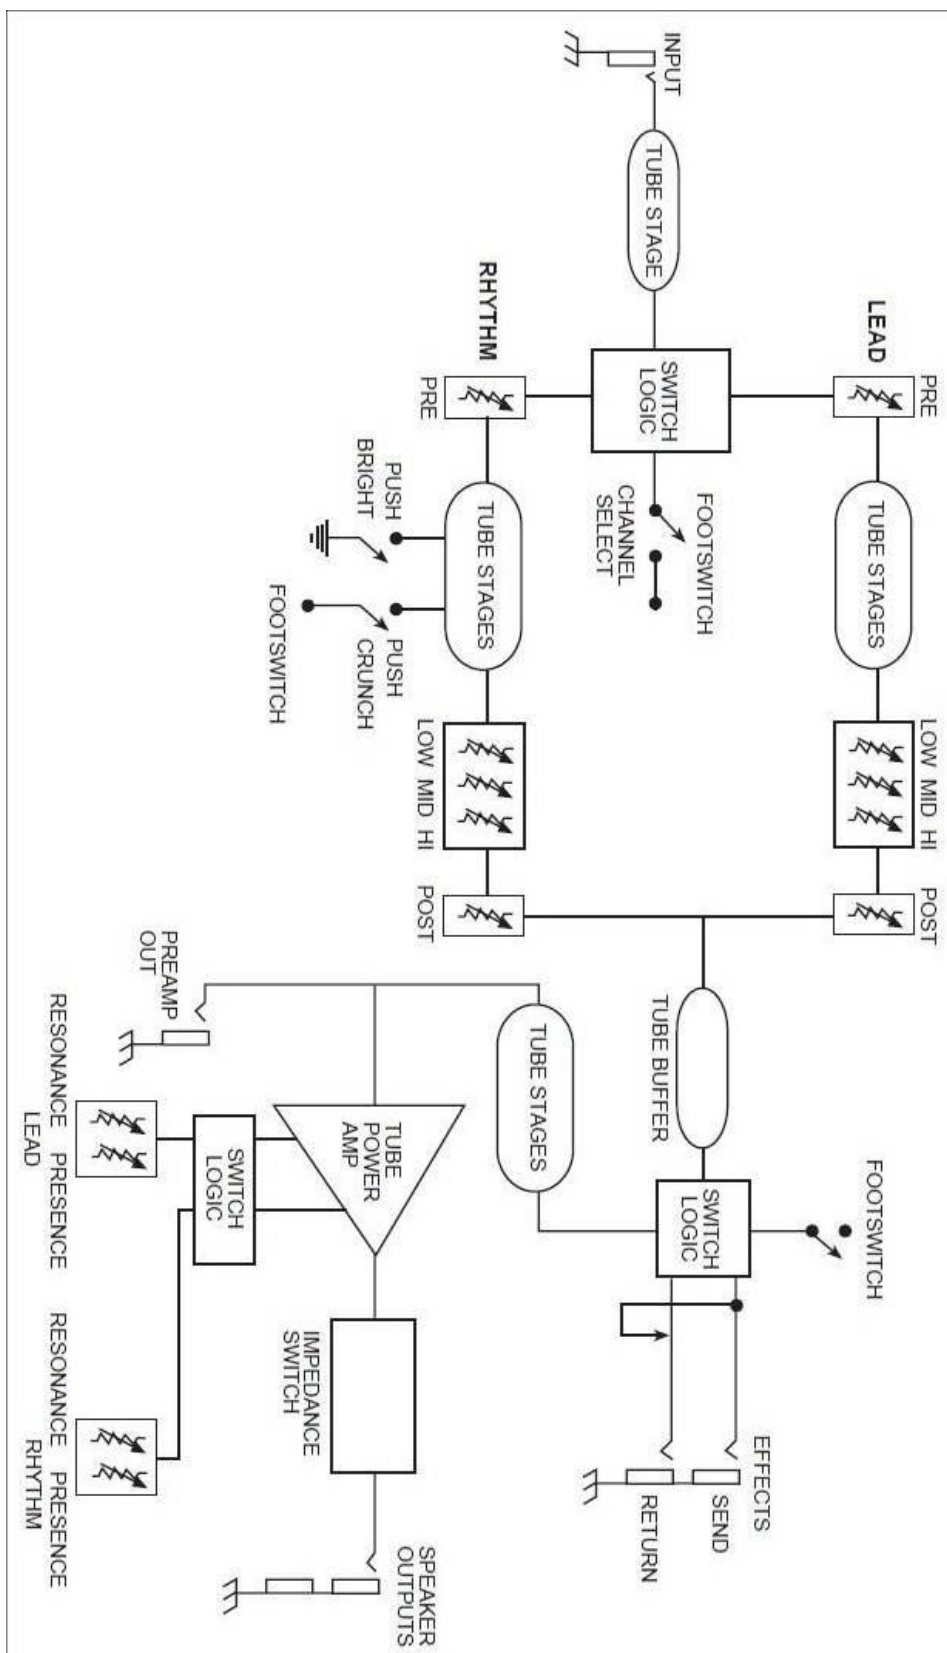 INPUT
TUBE STAGE
LEAD
PRE
TUBE STAGES
LOW MID HI
POST
SWITCH
LOGIC
FOOTSWITCH
CHANNEL
SELECT
RHYTHM
PRE
TUBE STAGES
PUSH
BRIGHT
PUSH
CRUNCH
FOOTSWITCH
LOW MID HI
POST
TUBE BUFFER
SWITCH
LOGIC
FOOTSWITCH
EFFECTS
SEND
RETURN
TUBE STAGES
PREAMP
OUT
TUBE
POWER
AMP
IMPEDANCE
SWITCH
SPEAKER
OUTPUTS
SWITCH
LOGIC
RESONANCE PRESENCE
LEAD
RESONANCE PRESENCE
RHYTHM